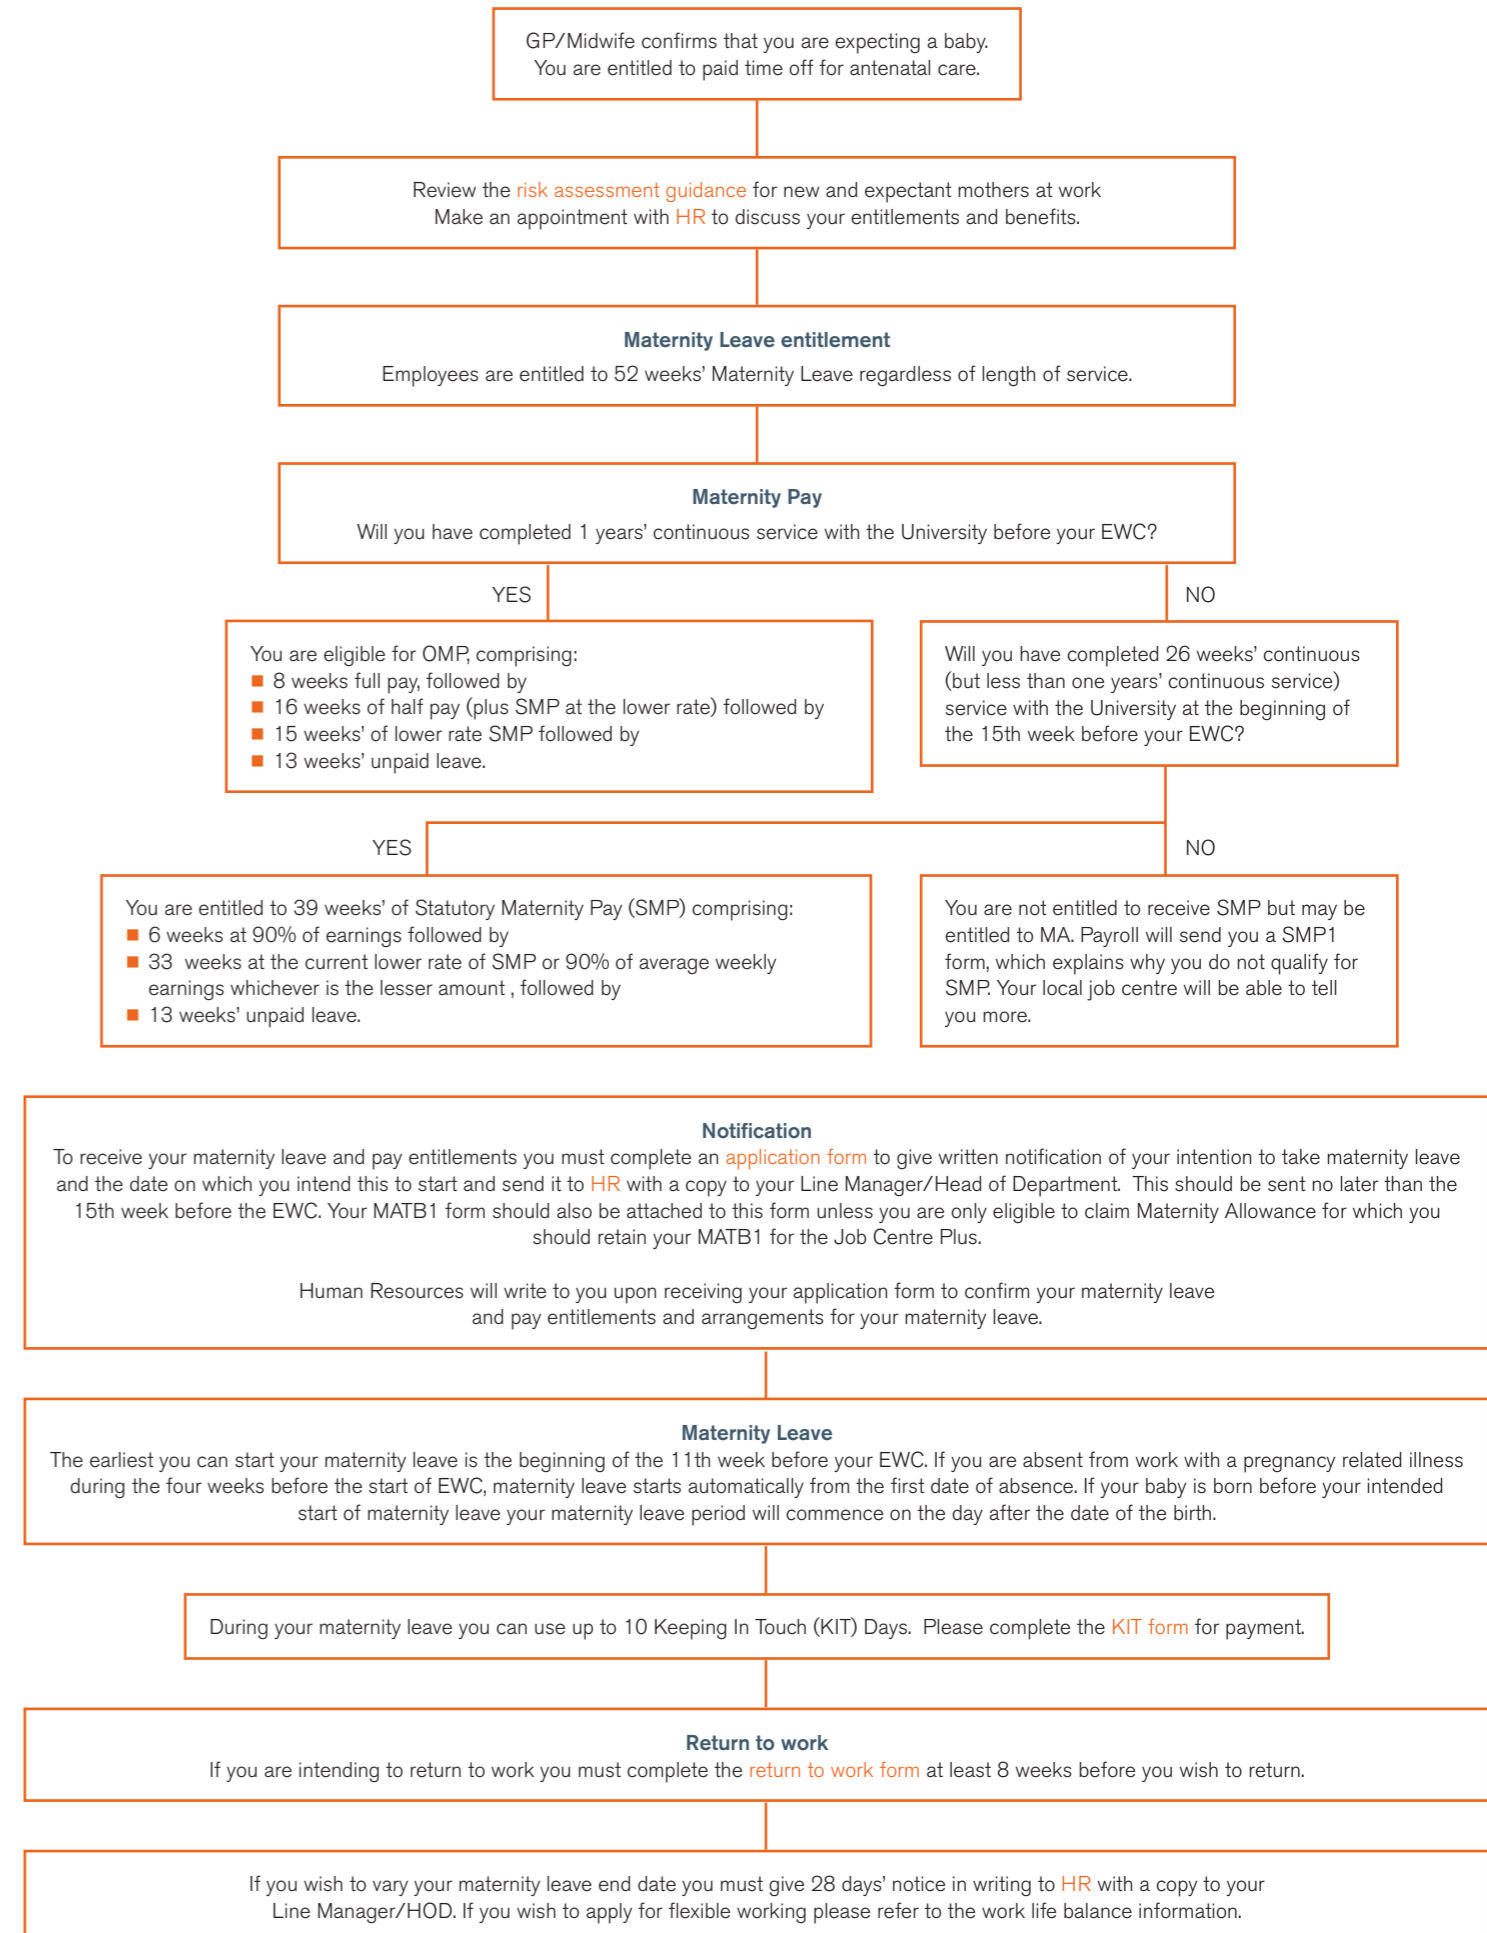 GP/Midwife confirms that you are expecting a baby.
You are entitled to paid time off for antenatal care.
Review the risk assessment guidance for new and expectant mothers at work
Make an appointment with HR to discuss your entitlements and benefits.
Maternity Leave entitlement
Employees are entitled to 52 weeks' Maternity Leave regardless of length of service.
Maternity Pay
Will you have completed 1 years' continuous service with the University before your EWC?
YES
NO
You are eligible for OMP, comprising:
■ 8 weeks full pay, followed by
■ 16 weeks of half pay (plus SMP at the lower rate) followed by
■ 15 weeks' of lower rate SMP followed by
■ 13 weeks' unpaid leave.
Will you have completed 26 weeks' continuous
(but less than one years' continuous service)
service with the University at the beginning of
the 15th week before your EWC?
YES
NO
You are entitled to 39 weeks' of Statutory Maternity Pay (SMP) comprising:
■ 6 weeks at 90% of earnings followed by
■ 33 weeks at the current lower rate of SMP or 90% of average weekly
earnings whichever is the lesser amount , followed by
■ 13 weeks' unpaid leave.
You are not entitled to receive SMP but may be
entitled to MA. Payroll will send you a SMP1
form, which explains why you do not qualify for
SMP. Your local job centre will be able to tell
you more.
Notification
To receive your maternity leave and pay entitlements you must complete an application form to give written notification of your intention to take maternity leave
and the date on which you intend this to start and send it to HR with a copy to your Line Manager/Head of Department. This should be sent no later than the
15th week before the EWC. Your MATB1 form should also be attached to this form unless you are only eligible to claim Maternity Allowance for which you
should retain your MATB1 for the Job Centre Plus.
Human Resources will write to you upon receiving your application form to confirm your maternity leave
and pay entitlements and arrangements for your maternity leave.
Maternity Leave
The earliest you can start your maternity leave is the beginning of the 11th week before your EWC. If you are absent from work with a pregnancy related illness
during the four weeks before the start of EWC, maternity leave starts automatically from the first date of absence. If your baby is born before your intended
start of maternity leave your maternity leave period will commence on the day after the date of the birth.
During your maternity leave you can use up to 10 Keeping In Touch (KIT) Days. Please complete the KIT form for payment.
Return to work
If you are intending to return to work you must complete the return to work form at least 8 weeks before you wish to return.
If you wish to vary your maternity leave end date you must give 28 days' notice in writing to HR with a copy to your
Line Manager/HOD. If you wish to apply for flexible working please refer to the work life balance information.